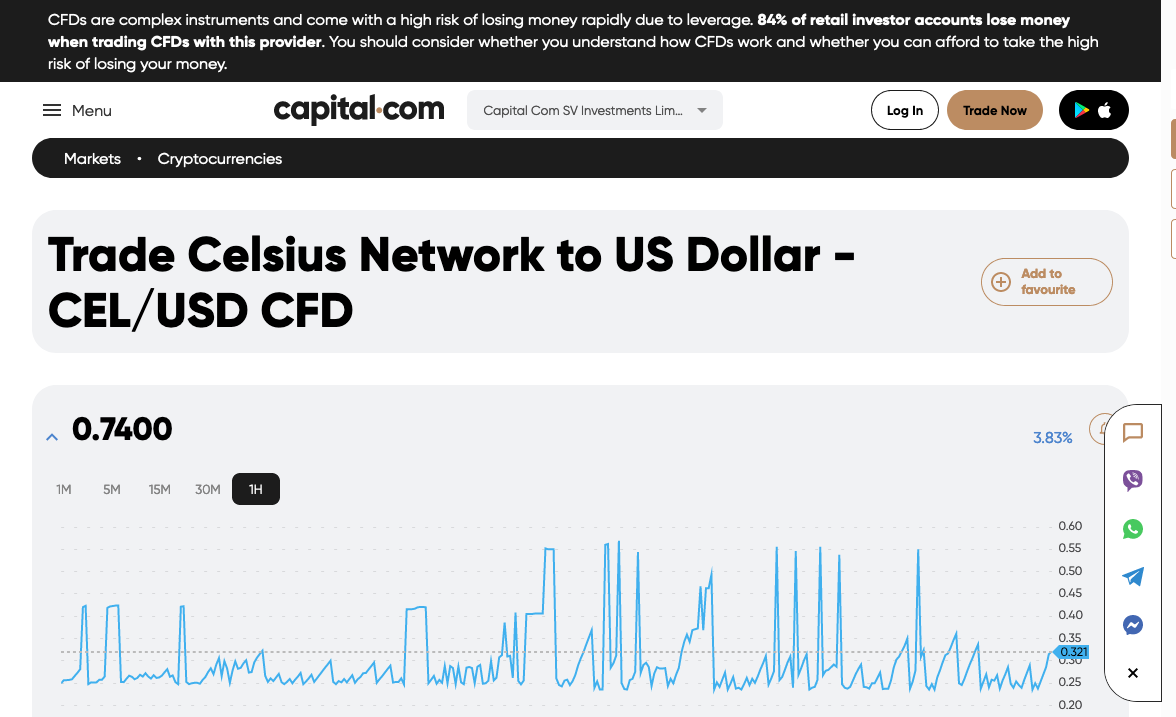 CFDs are complex instruments and come with a high risk of losing money rapidly due to leverage. 84% of retail investor accounts lose money
when trading CFDs with this provider. You should consider whether you understand how CFDs work and whether you can afford to take the high
risk of losing your money.
Menu
capital.com
Capital Com SV Investments Lim...
Log In
Trade Now
Markets • Cryptocurrencies
Trade Celsius Network to US Dollar -
CEL/USD CFD
Add to
favourite
0.7400
3.83%
1M 5M 15M 30M 1H
0.60
0.55
0.50
0.45
0.40
0.35
0.321
0.30
0.25
0.20